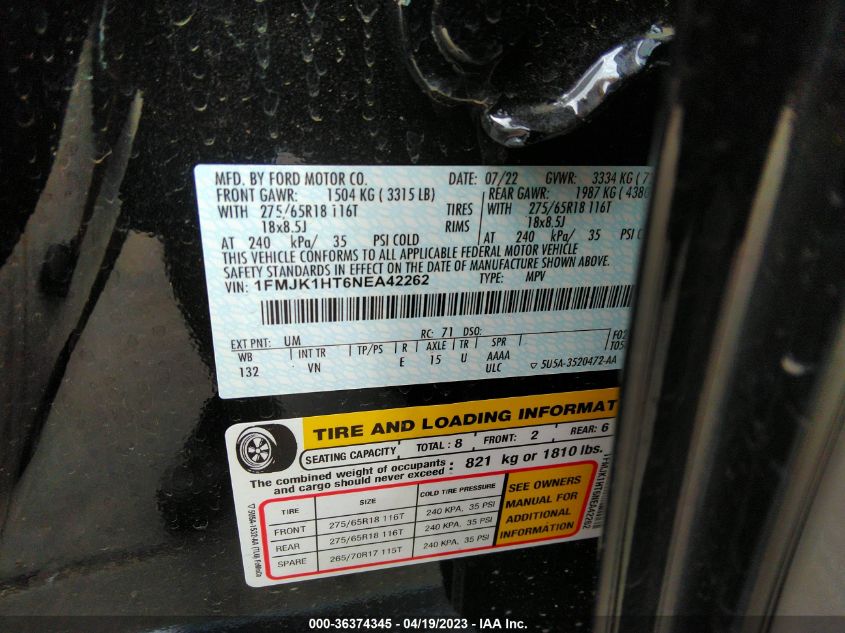 MFD. BY FORD MOTOR CO. DATE: 07/22 GVWR: 3334 KG ( 7
FRONT GAWR: 1504 KG ( 3315 LB) REAR GAWR: 1987 KG ( 4380
WITH 275/65R18 116T TIRES WITH 275/65R18 116T
18x8.5J RIMS 18x8.5J
AT 240 kPa/ 35 PSI COLD AT 240 kPa/ 35 PSI CO
THIS VEHICLE CONFORMS TO ALL APPLICABLE FEDERAL MOTOR VEHICLE
SAFETY STANDARDS IN EFFECT ON THE DATE OF MANUFACTURE SHOWN ABOVE.
VIN: 1FMJK1HT6NEA42262 TYPE: MPV
EXT PNT: UM RC: 71 DSO:
WB INT TR TP/PS R AXLE TR SPR
132 VN E 15 U AAAA
ULC ▽ 5U5A-3520472-AA
TIRE AND LOADING INFORMAT
SEATING CAPACITY TOTAL: 8 FRONT: 2 REAR: 6
The combined weight of occupants and cargo should never exceed : 821 kg or 1810 lbs.
TIRE SIZE COLD TIRE PRESSURE
FRONT 275/65R18 116T 240 KPA, 35 PSI
REAR 275/65R18 116T 240 KPA, 35 PSI
SPARE 265/70R17 115T 240 KPA, 35 PSI
SEE OWNERS
MANUAL FOR
ADDITIONAL
INFORMATION
1FMJK1HT6NEA42262
000-36374345 - 04/19/2023 - IAA Inc.